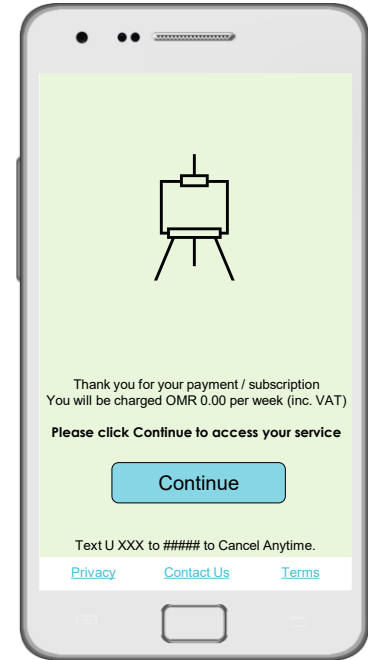 Thank you for your payment / subscription
You will be charged OMR 0.00 per week (inc. VAT)
Please click Continue to access your service
Continue
Text U XXX to ##### to Cancel Anytime.
Privacy Contact Us Terms